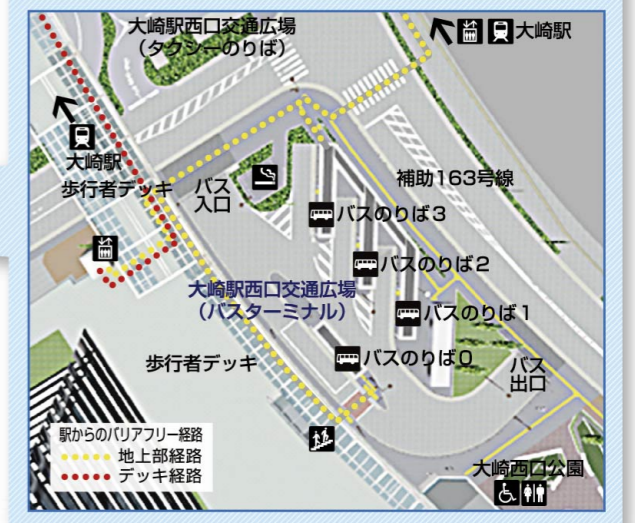 大崎駅西口交通広場
（タクシーのりば）
大崎駅
大崎駅
歩行者デッキ
バス
入口
補助163号線
バスのりば3
バスのりば2
大崎駅西口交通広場
（バスターミナル）
バスのりば1
歩行者デッキ
バスのりば0
バス
出口
駅からのバリアフリー経路
地上部経路
デッキ経路
大崎西口公園